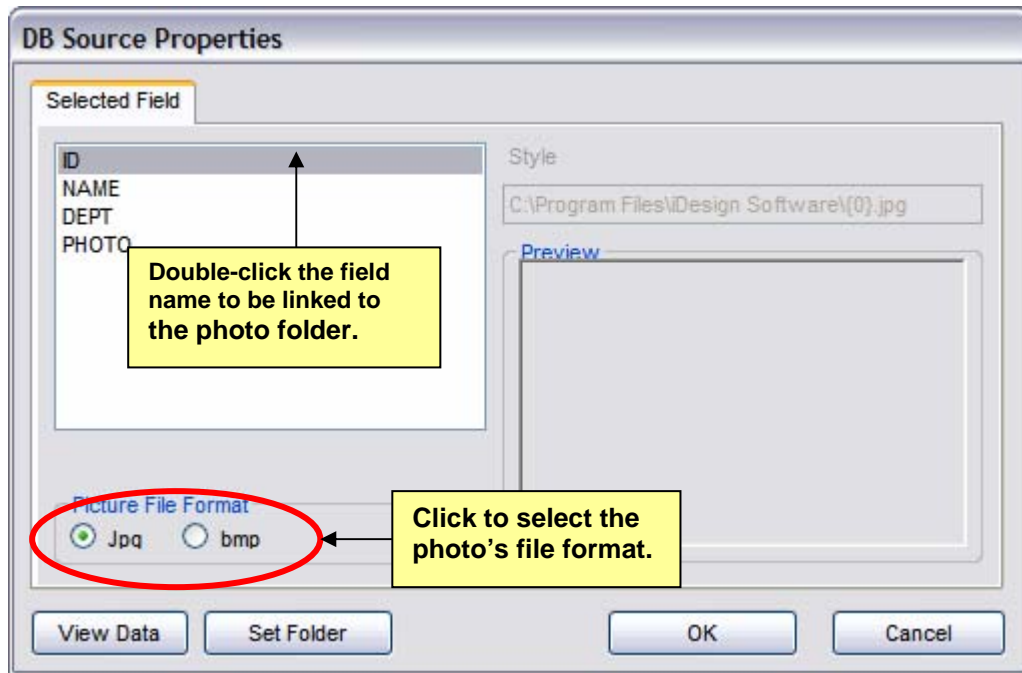 DB Source Properties
Selected Field
ID
NAME
DEPT
PHOTO
Double-click the field
name to be linked to
the photo folder.
Style
C:\Program Files\iDesign Software\{0}.jpg
Preview
Picture File Format
Jpg bmp
Click to select the
photo’s file format.
View Data Set Folder OK Cancel